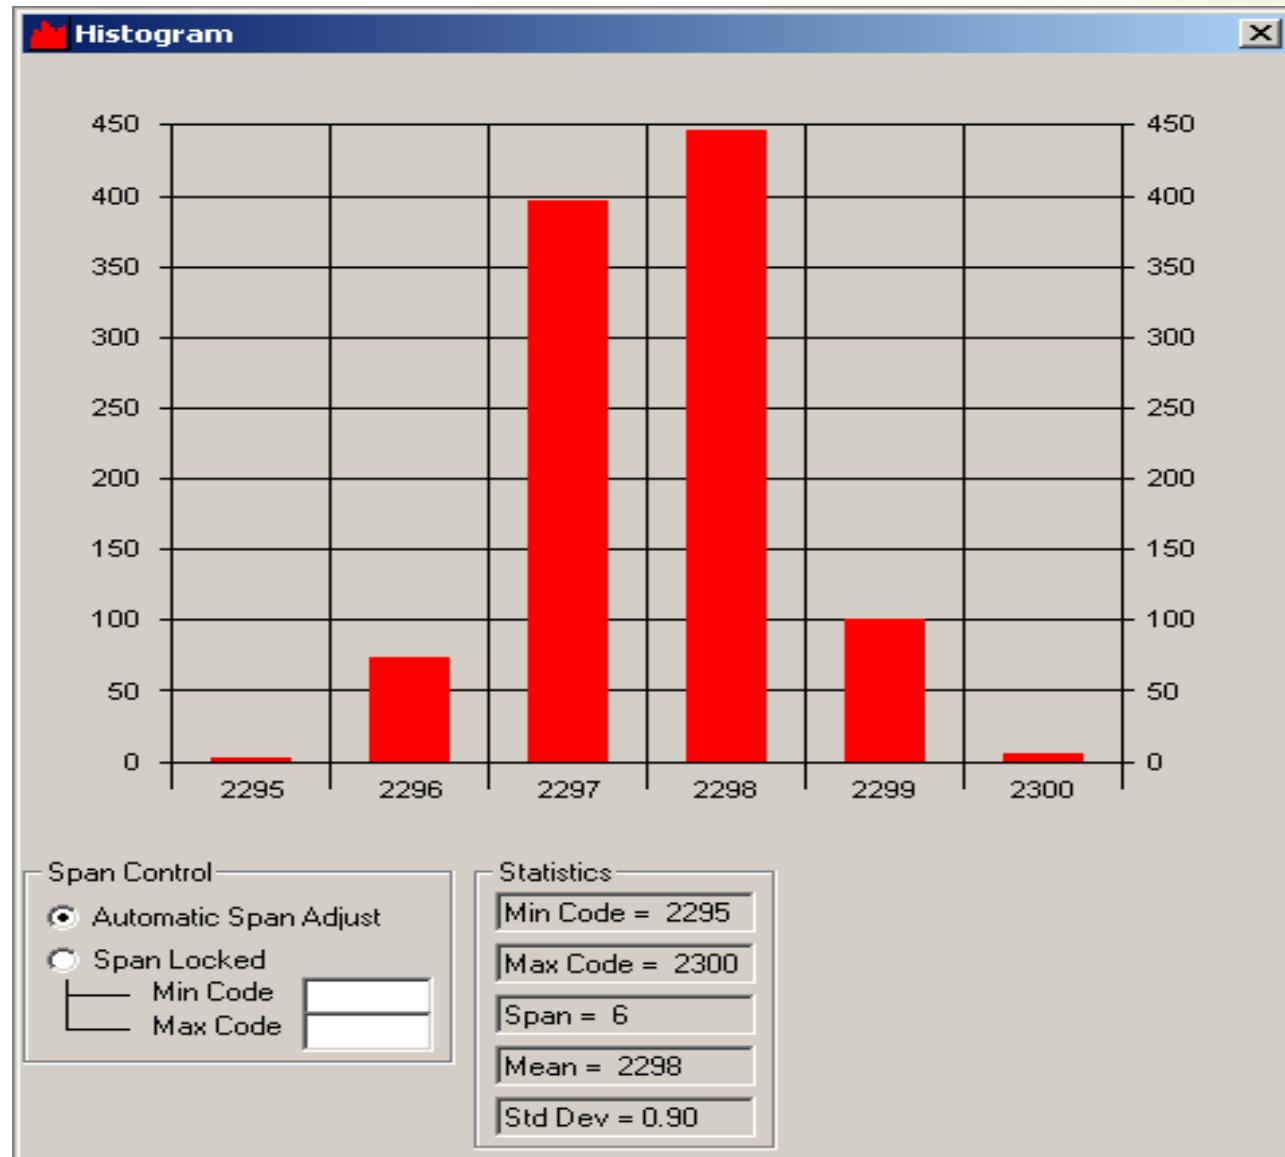 Histogram
450 450
400 400
350 350
300 300
250 250
200 200
150 150
100 100
50 50
0 0
2295 2296 2297 2298 2299 2300
Span Control
Automatic Span Adjust
Span Locked
Min Code
Max Code
Statistics
Min Code = 2295
Max Code = 2300
Span = 6
Mean = 2298
Std Dev = 0.90